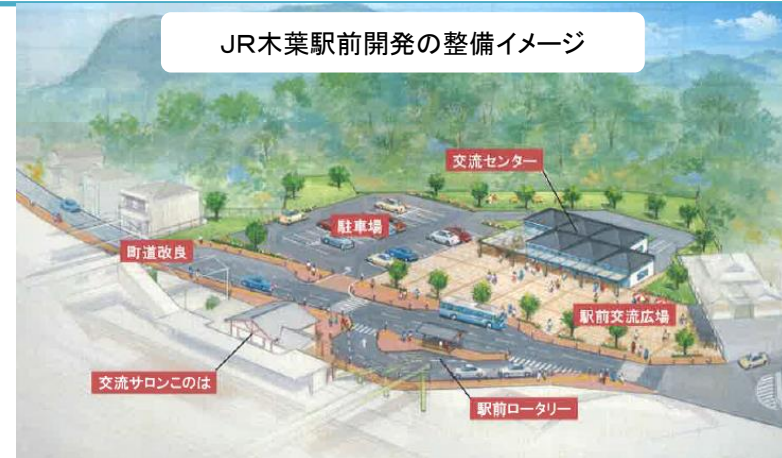 JR木葉駅前開発の整備イメージ
交流センター
駐車場
町道改良
駅前交流広場
交流サロンこのは
駅前ロータリー